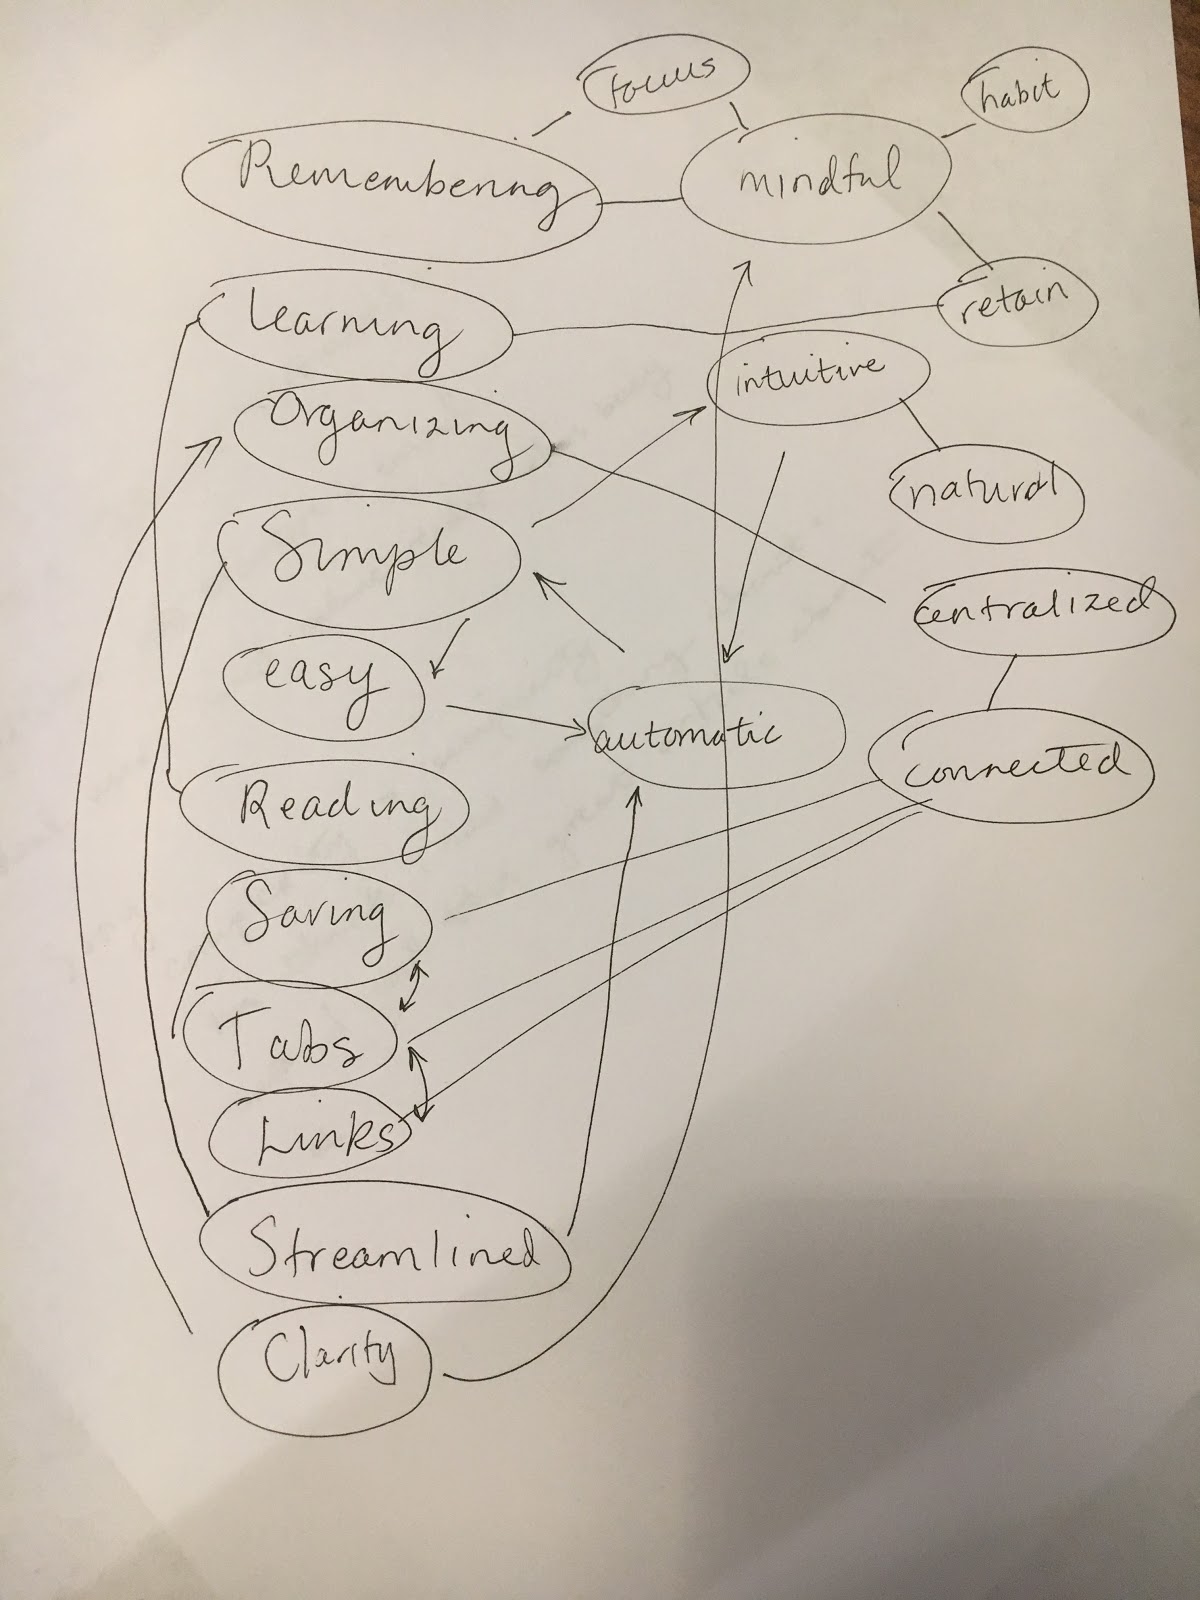 focus
habit
Remembering
mindful
retain
Learning
intuitive
Organizing
natural
Simple
centralized
easy
automatic
connected
Reading
Saving
Tabs
Links
Streamlined
Clarity